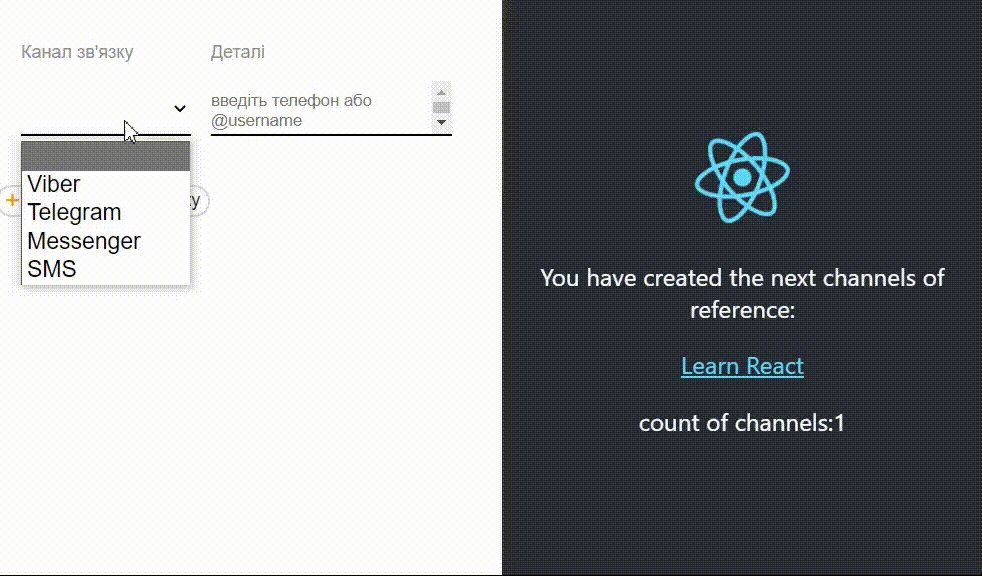 Канал зв'язку
Деталі
введіть телефон або
@username
Viber
Telegram
Messenger
SMS
You have created the next channels of
reference:
Learn React
count of channels:1